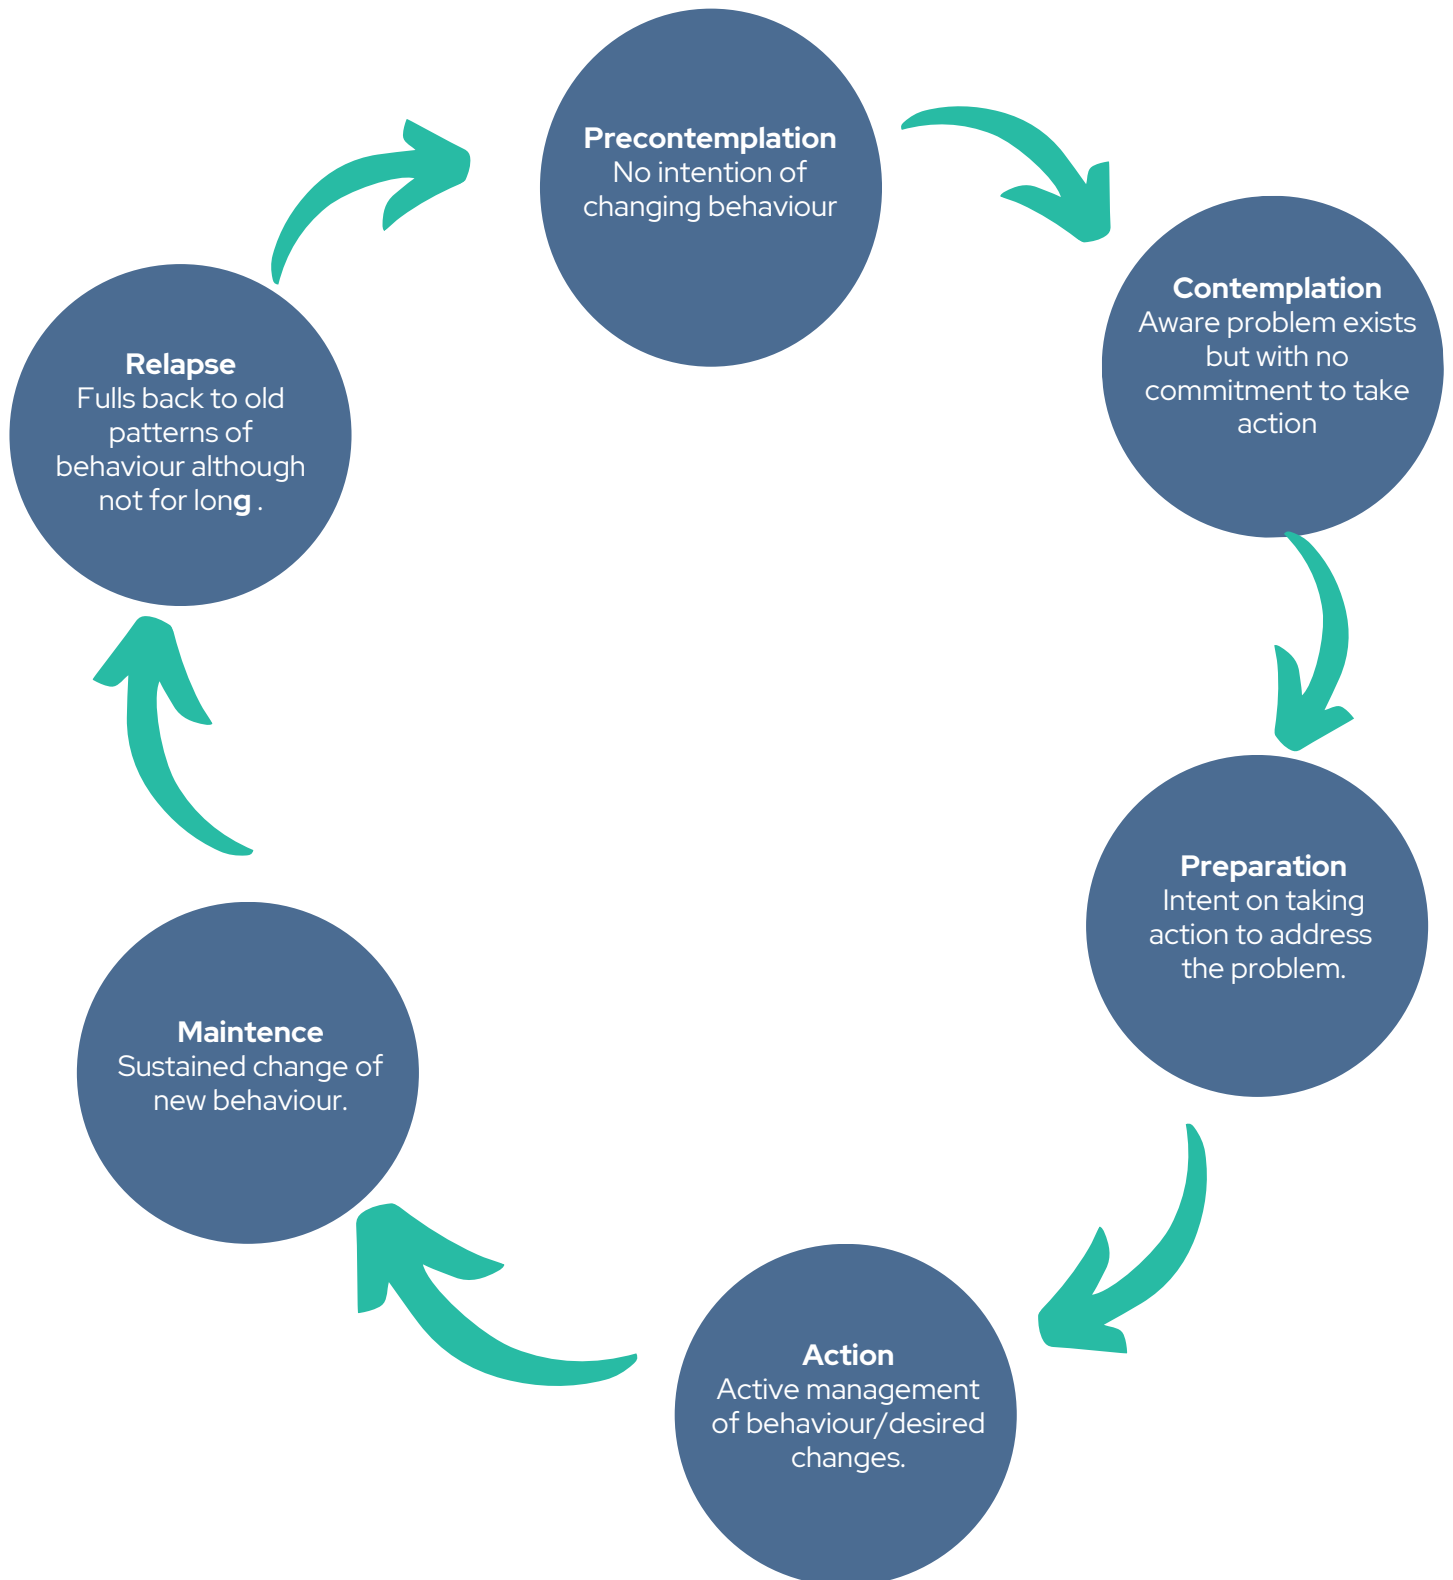 Precontemplation
No intention of
changing behaviour
Contemplation
Aware problem exists
but with no
commitment to take
action
Preparation
Intent on taking
action to address
the problem.
Action
Active management
of behaviour/desired
changes.
Maintence
Sustained change of
new behaviour.
Relapse
Fulls back to old
patterns of
behaviour although
not for long .